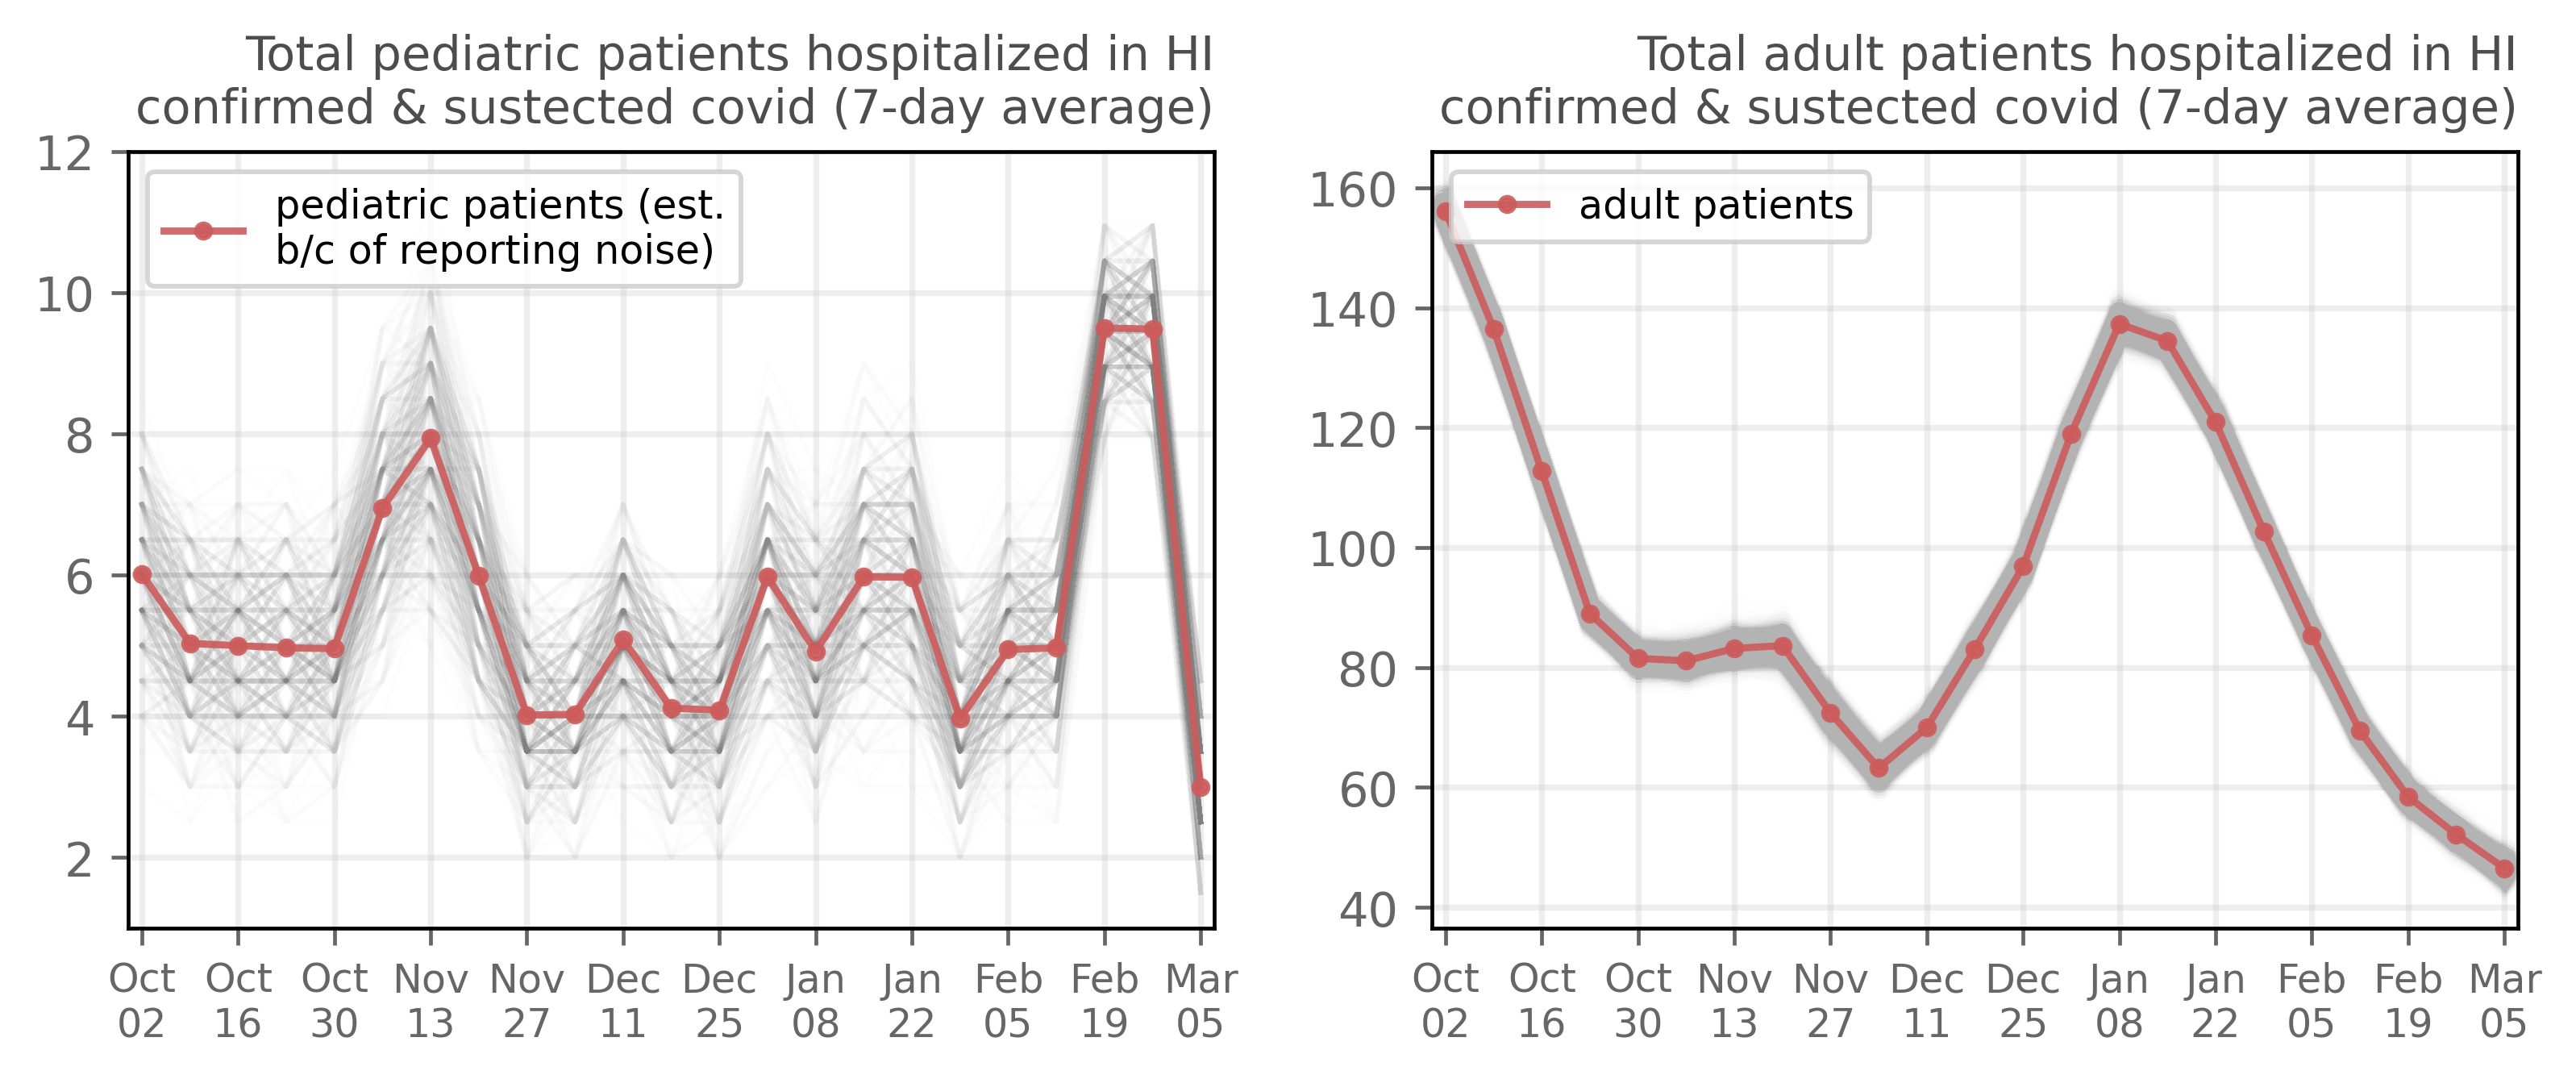 Total pediatric patients hospitalized in HI
confirmed & sustected covid (7-day average)
12
10
8
6
4
2
pediatric patients (est.
b/c of reporting noise)
Oct Oct Oct Nov Nov Dec Dec Jan Jan Feb Feb Mar
02 16 30 13 27 11 25 08 22 05 19 05
Total adult patients hospitalized in HI
confirmed & sustected covid (7-day average)
160
140
120
100
80
60
40
adult patients
Oct Oct Oct Nov Nov Dec Dec Jan Jan Feb Feb Mar
02 16 30 13 27 11 25 08 22 05 19 05